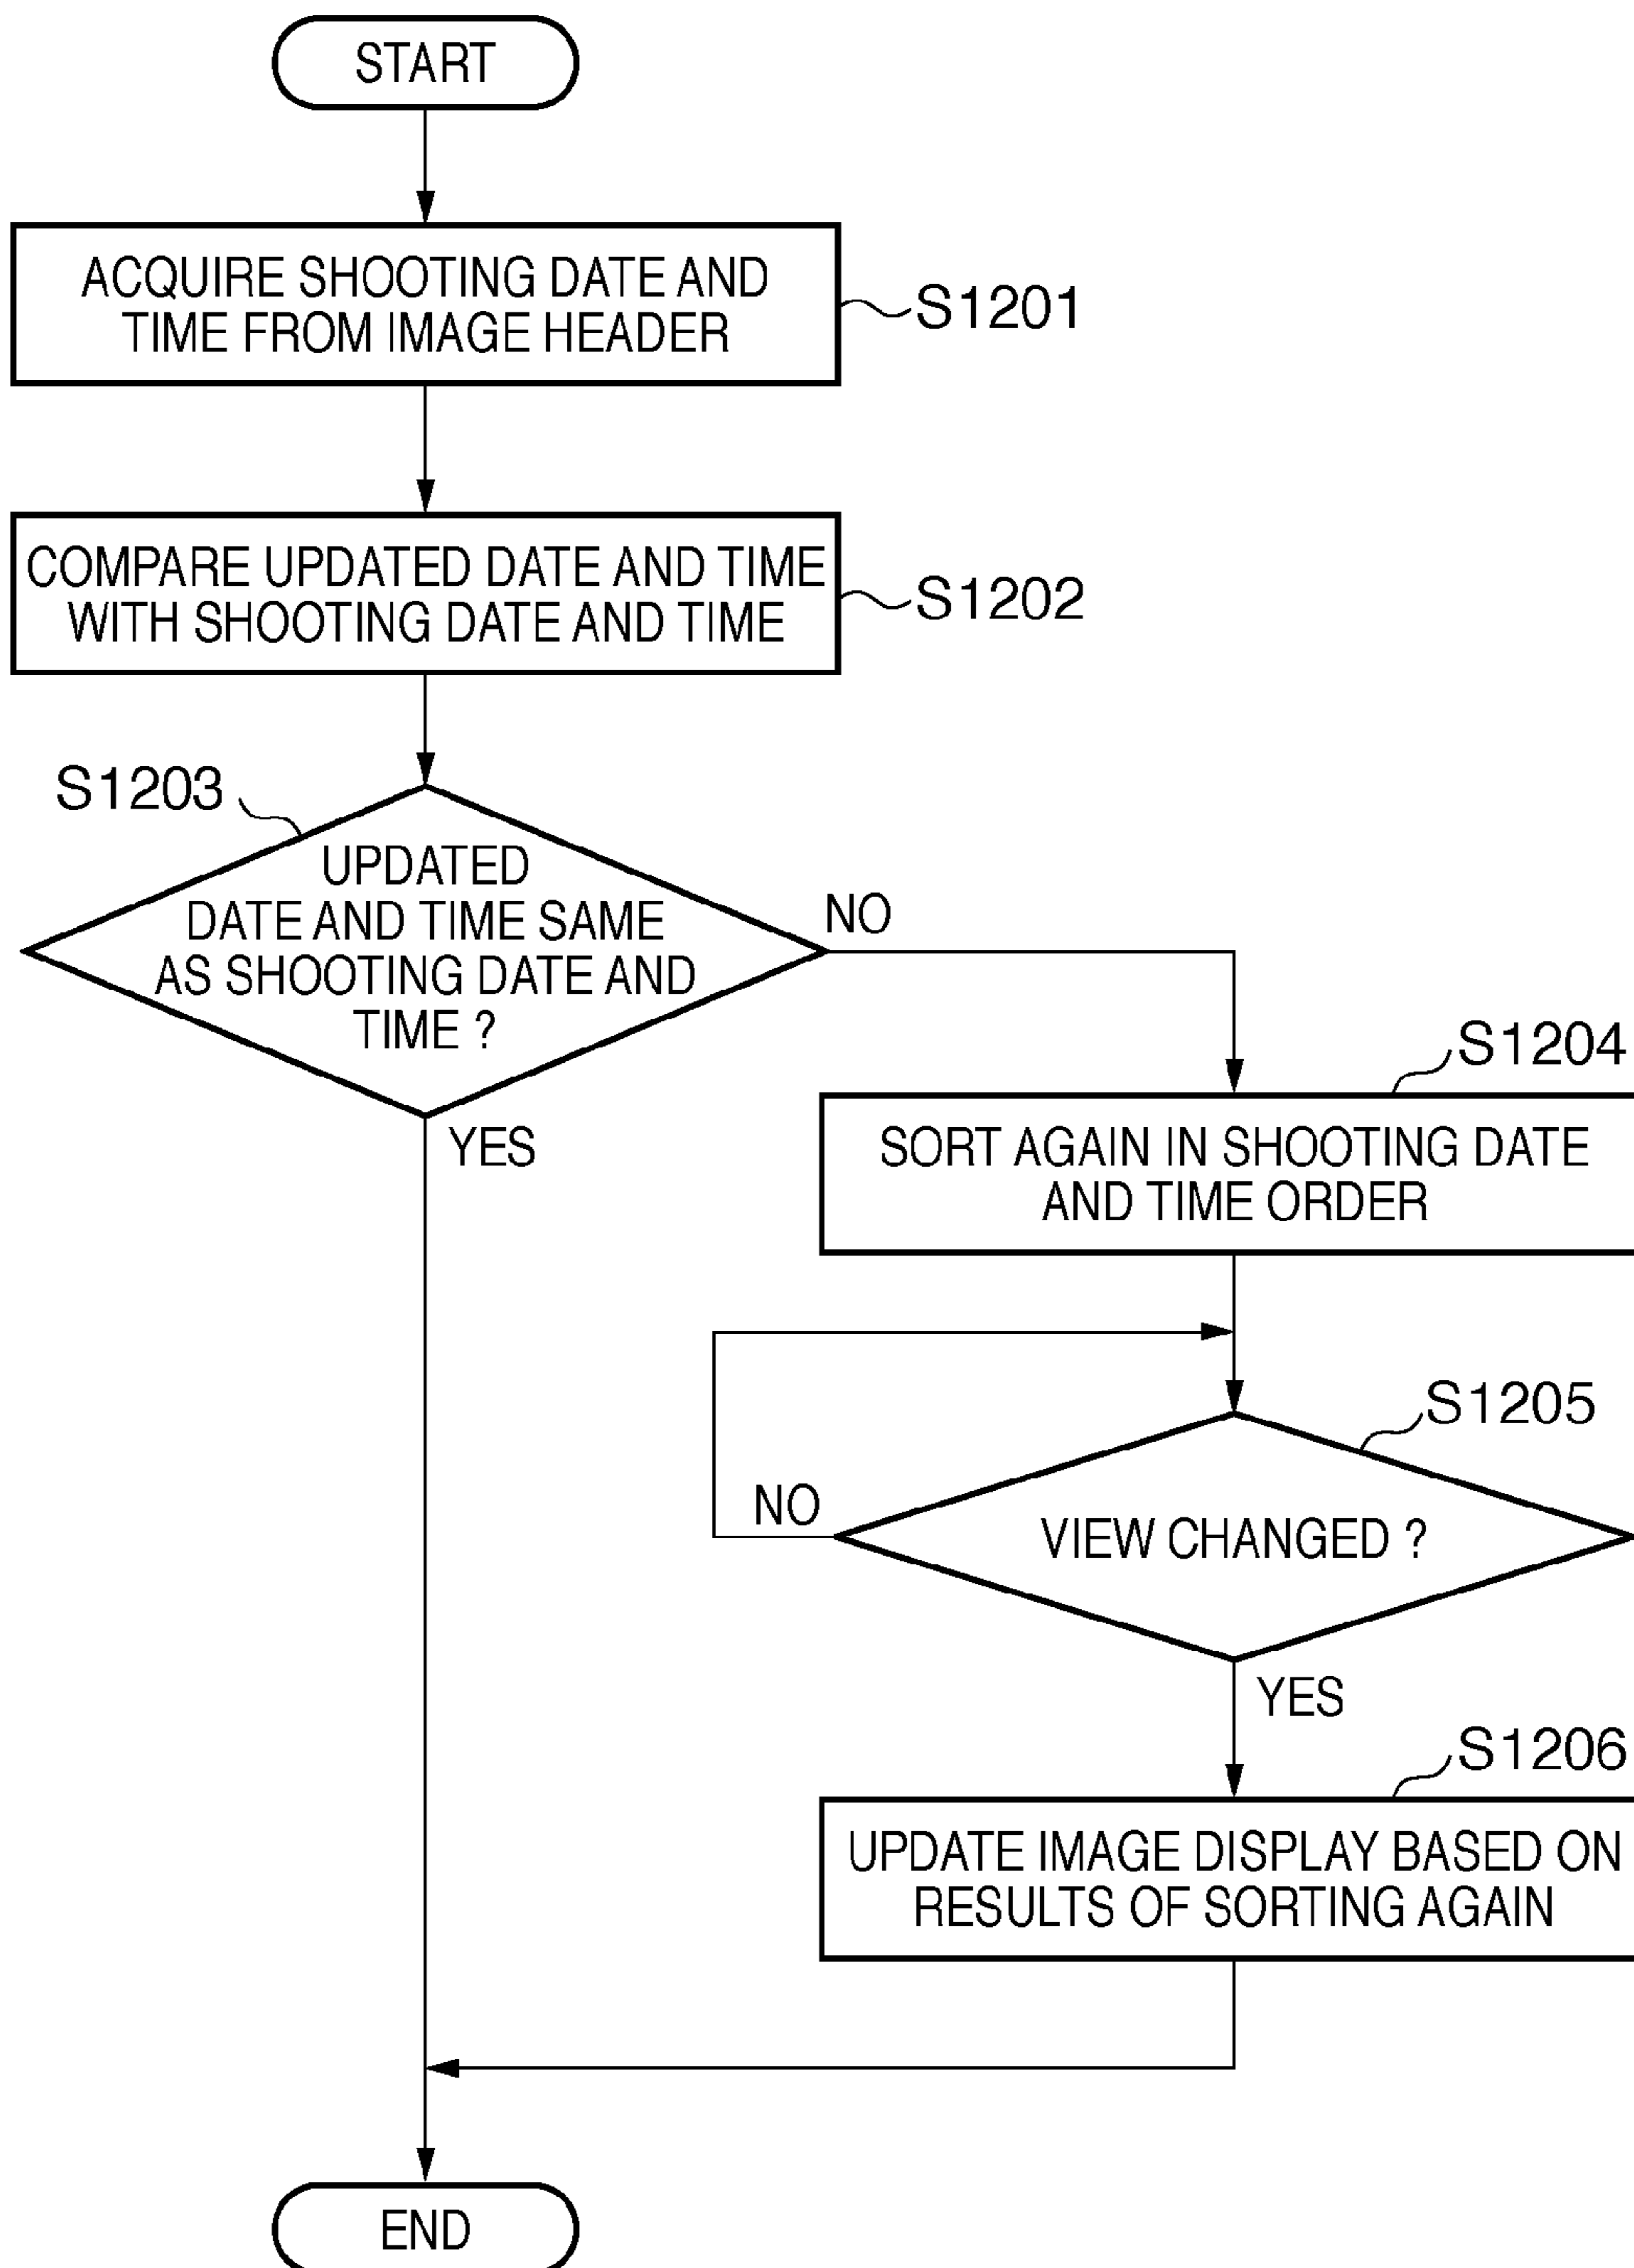 START
ACQUIRE SHOOTING DATE AND
TIME FROM IMAGE HEADER
S1201
COMPARE UPDATED DATE AND TIME
WITH SHOOTING DATE AND TIME
S1202
S1203
UPDATED
DATE AND TIME SAME
AS SHOOTING DATE AND
TIME ?
NO
YES
S1204
SORT AGAIN IN SHOOTING DATE
AND TIME ORDER
S1205
VIEW CHANGED ?
NO
YES
S1206
UPDATE IMAGE DISPLAY BASED ON
RESULTS OF SORTING AGAIN
END